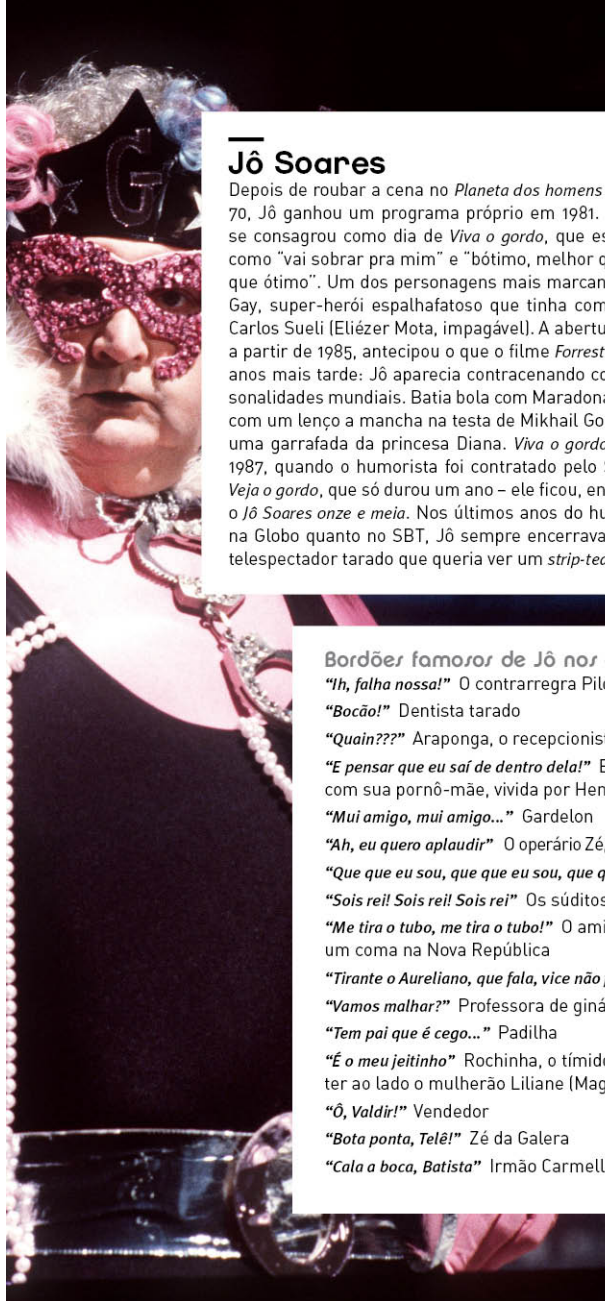 G
Jô Soares
Depois de roubar a cena no Planeta dos homens
70, Jô ganhou um programa próprio em 1981.
se consagrou como dia de Viva o gordo, que es
como “vai sobrar pra mim” e “bótimo, melhor
que ótimo”. Um dos personagens mais marcan
Gay, super-herói espalhafatoso que tinha com
Carlos Sueli (Eliézer Mota, impagável). A abertu
a partir de 1985, antecipou o que o filme Forrest
anos mais tarde: Jô aparecia contracenando co
sonalidades mundiais. Batia bola com Maradona
com um lenço a mancha na testa de Mikhail Go
uma garrafada da princesa Diana. Viva o gordo
1987, quando o humorista foi contratado pelo
Veja o gordo, que só durou um ano – ele ficou, en
o Jô Soares onze e meia. Nos últimos anos do hu
na Globo quanto no SBT, Jô sempre encerrava
telespectador tarado que queria ver um strip-tea
Bordões famosos de Jô nos
“Ih, falha nossa!” O contrarregra Pil
“Bocão!” Dentista tarado
“Quain???” Araponga, o recepcionist
“E pensar que eu saí de dentro dela!”
com sua pornô-mãe, vivida por Hen
“Mui amigo, mui amigo...” Gardelon
“Ah, eu quero aplaudir” O operário Zé,
“Que que eu sou, que que eu sou, que q
“Sois rei! Sois rei! Sois rei” Os súditos
“Me tira o tubo, me tira o tubo!” O ami
um coma na Nova República
“Tirante o Aureliano, que fala, vice não
“Vamos malhar?” Professora de giná
“Tem pai que é cego...” Padilha
“É o meu jeitinho” Rochinha, o tímido
ter ao lado o mulherão Liliane (Mag
“Ô, Valdir!” Vendedor
“Bota ponta, Telê!” Zé da Galera
“Cala a boca, Batista” Irmão Carmell